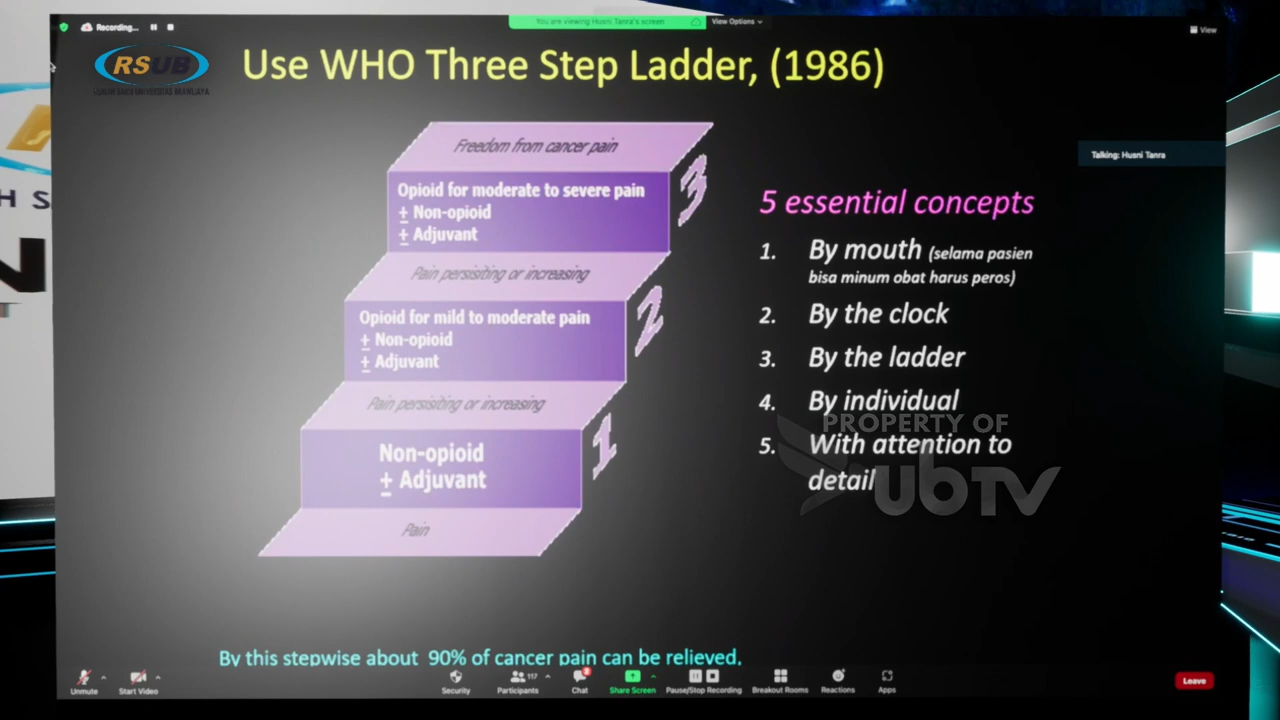 Recording...
You are viewing Husni Tanra's screen
View Options
View
RSUB
Use WHO Three Step Ladder, (1986)
Talking: Husni Tanra
Freedom from cancer pain
Opioid for moderate to severe pain
+ Non-opioid
+ Adjuvant
3
Pain persisiting or increasing
Opioid for mild to moderate pain
+ Non-opioid
+ Adjuvant
2
Pain persisiting or increasing
Non-opioid
+ Adjuvant
1
Pain
5 essential concepts
1. By mouth (selama pasien
bisa minum obat harus peros)
2. By the clock
3. By the ladder
4. By individual
5. With attention to
detail
PROPERTY OF
UBTV
By this stepwise about 90% of cancer pain can be relieved.
Unmute
Start Video
Security
Participants
117
Chat
Share Screen
Pause/Stop Recording
Breakout Rooms
Reactions
Apps
Leave